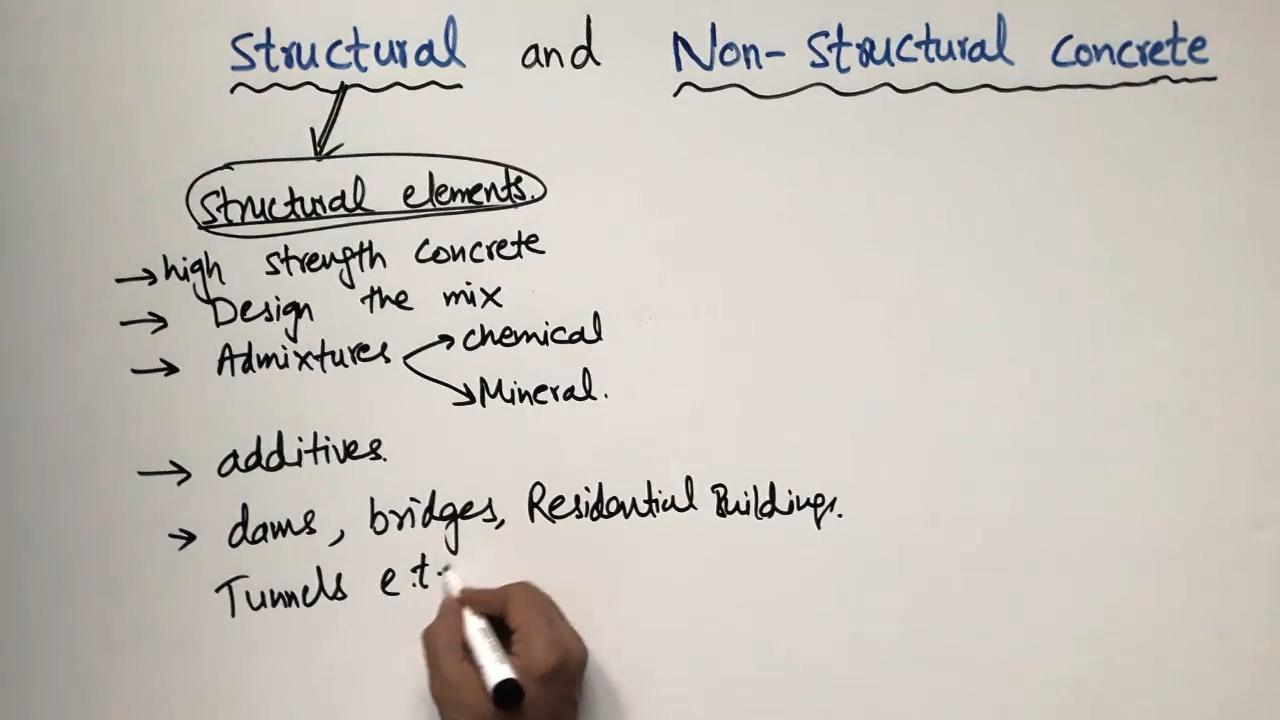 Structural and Non-Structural concrete
Structural elements.
→ high strength concrete
→ Design the mix
→ Admixtures → chemical
→ Mineral.
→ additives.
→ dams, bridges, Residential Buildings.
Tunnels e.t.